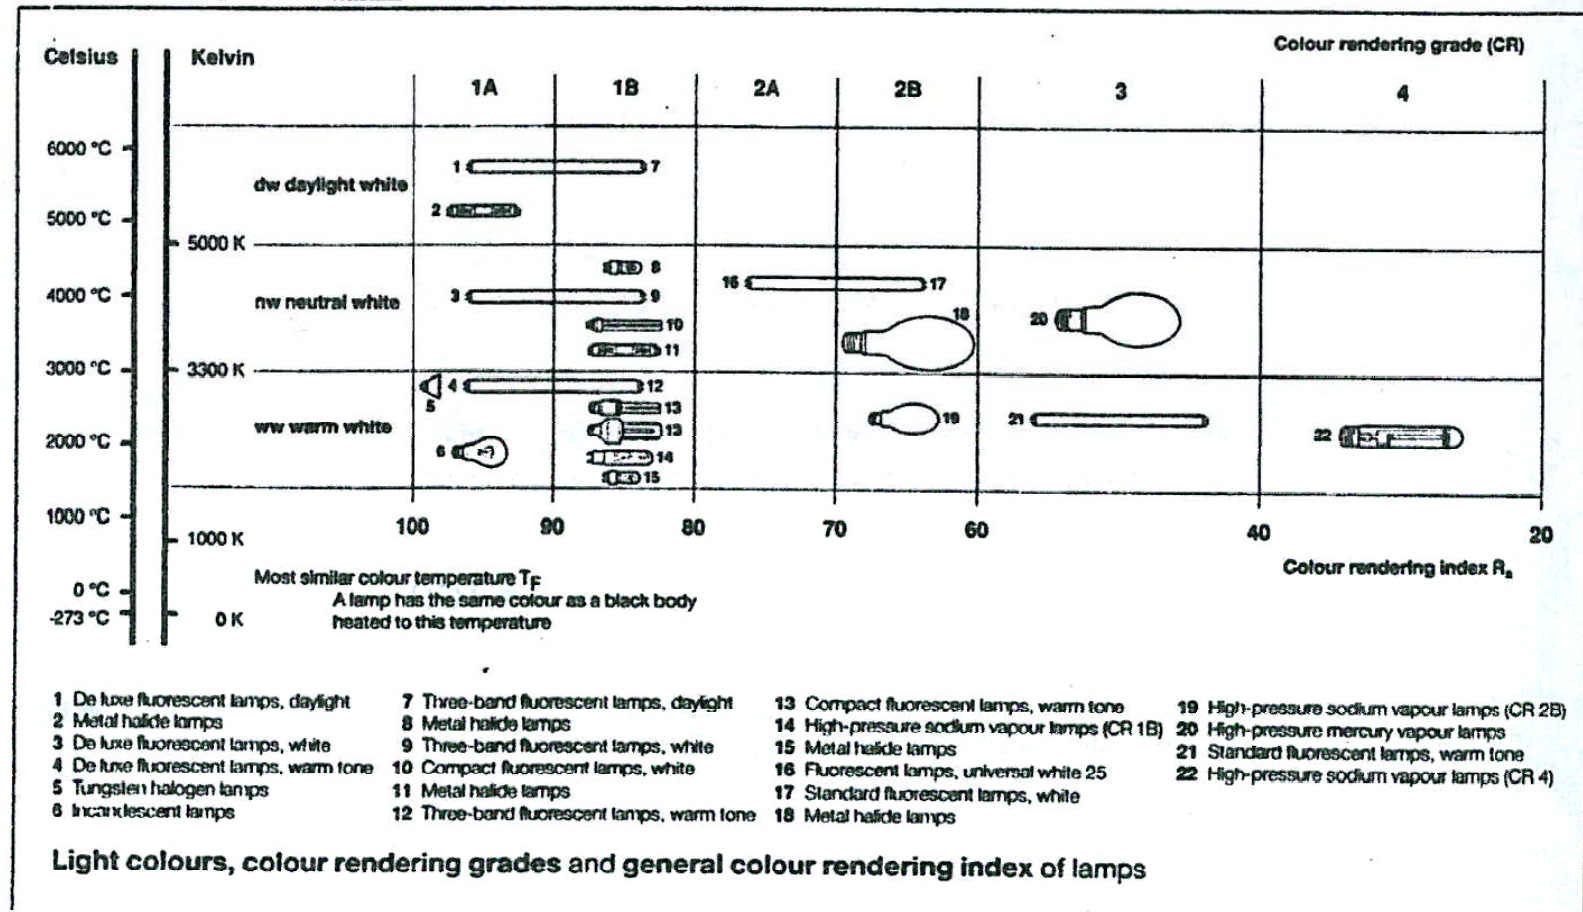 Celsius Kelvin Colour rendering grade (CR)
1A 1B 2A 2B 3 4
6000 °C
1 7
dw daylight white
2
5000 °C
5000 K
8
16 17
4000 °C
3 9
nw neutral white
18
20
10
11
3000 °C
3300 K
4 12
5
13
19
21
ww warm white
13
22
2000 °C
6
14
15
1000 °C
100 90 80 70 60 40 20
1000 K
Colour rendering index Ra
Most similar colour temperature TF
0 °C
A lamp has the same colour as a black body
-273 °C 0 K
heated to this temperature
1 De luxe fluorescent lamps, daylight
2 Metal halide lamps
3 De luxe fluorescent lamps, white
4 De luxe fluorescent lamps, warm tone
5 Tungsten halogen lamps
6 Incandescent lamps
7 Three-band fluorescent lamps, daylight
8 Metal halide lamps
9 Three-band fluorescent lamps, white
10 Compact fluorescent lamps, white
11 Metal halide lamps
12 Three-band fluorescent lamps, warm tone
13 Compact fluorescent lamps, warm tone
14 High-pressure sodium vapour lamps (CR 1B)
15 Metal halide lamps
16 Fluorescent lamps, universal white 25
17 Standard fluorescent lamps, white
18 Metal halide lamps
19 High-pressure sodium vapour lamps (CR 2B)
20 High-pressure mercury vapour lamps
21 Standard fluorescent lamps, warm tone
22 High-pressure sodium vapour lamps (CR 4)
Light colours, colour rendering grades and general colour rendering index of lamps